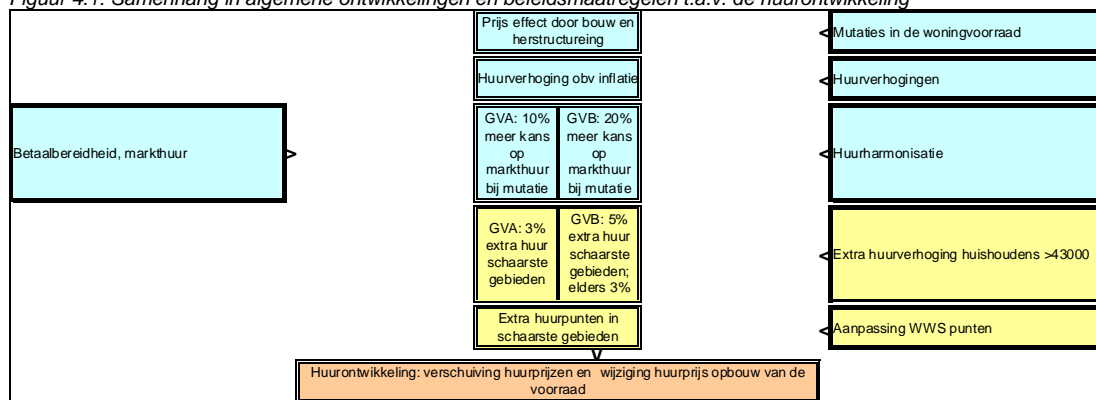 Figuur 4.1: Samenhang in algemene ontwikkelingen en beleidsmaatregelen t.a.v. de huurontwikkeling
Prijs effect door bouw en
herstructureing
Mutaties in de woningvoorraad
Huurverhoging obv inflatie
Huurverhogingen
Betaalbereidheid, markthuur
GVA: 10%
meer kans
op
markthuur
bij mutatie
GVB: 20%
meer kans
op
markthuur
bij mutatie
Huurharmonisatie
GVA: 3%
extra huur
schaarste
gebieden
GVB: 5%
extra huur
schaarste
gebieden;
elders 3%
Extra huurverhoging huishoudens >43000
Extra huurpunten in
schaarste gebieden
Aanpassing WWS punten
Huurontwikkeling: verschuiving huurprijzen en wijziging huurprijs opbouw van de
voorraad